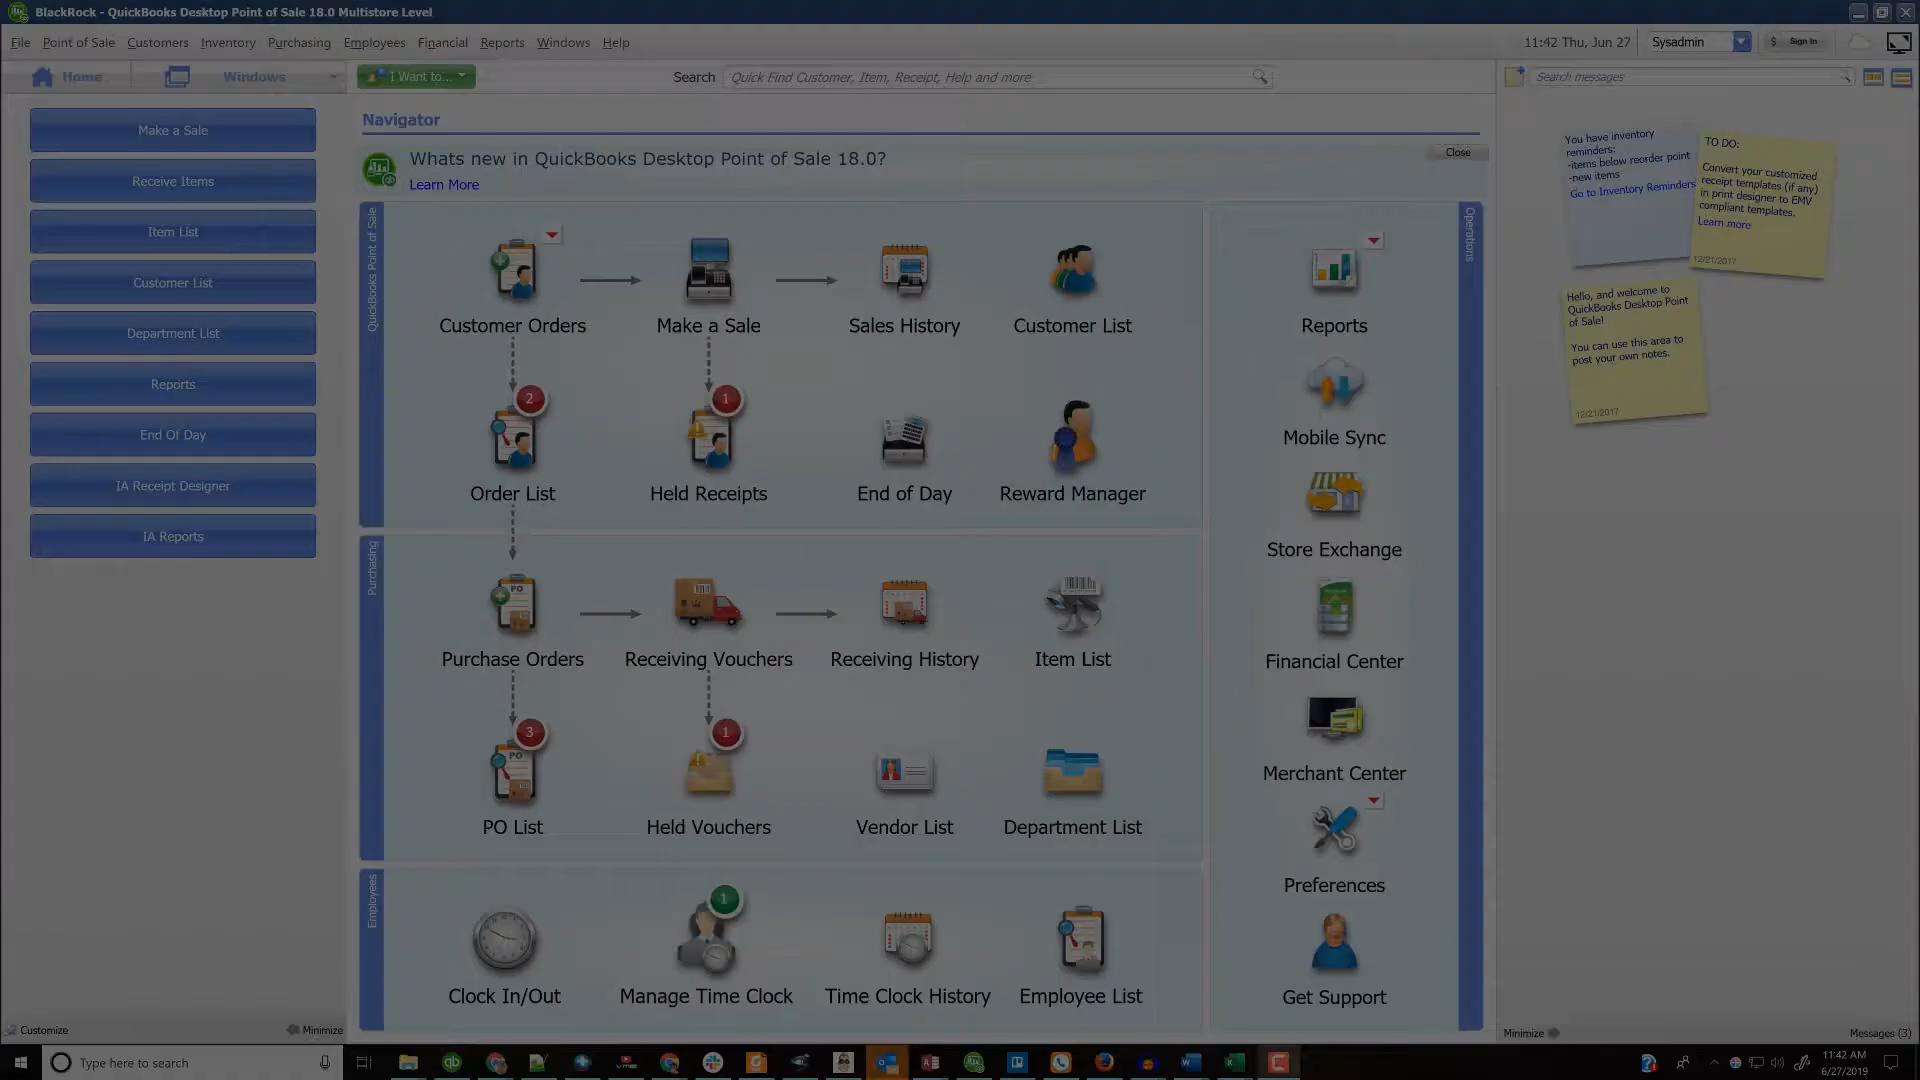 BlackRock - QuickBooks Desktop Point of Sale 18.0 Multistore Level
File Point of Sale Customers Inventory Purchasing Employees Financial Reports Windows Help
11:42 Thu, Jun 27
Sysadmin
$ Sign In
Home
Windows
I Want to...
Search
Quick Find Customer, Item, Receipt, Help and more
Search messages
Make a Sale
Receive Items
Item List
Customer List
Department List
Reports
End Of Day
IA Receipt Designer
IA Reports
Customize
Minimize
Navigator
Whats new in QuickBooks Desktop Point of Sale 18.0?
Learn More
Close
QuickBooks Point of Sale
Customer Orders
Make a Sale
Sales History
Customer List
2
1
Order List
Held Receipts
End of Day
Reward Manager
Purchasing
PO
Purchase Orders
Receiving Vouchers
Receiving History
Item List
3
1
PO
PO List
Held Vouchers
Vendor List
Department List
Employees
1
Clock In/Out
Manage Time Clock
Time Clock History
Employee List
Operations
Reports
Mobile Sync
Store Exchange
Financial Center
Merchant Center
Preferences
Get Support
You have inventory
reminders:
-items below reorder point
-new items
Go to Inventory Reminders
TO DO:
Convert your customized
receipt templates (if any)
in print designer to EMV
compliant templates.
Learn more
12/21/2017
Hello, and welcome to
QuickBooks Desktop Point
of Sale!
You can use this area to
post your own notes.
12/21/2017
Minimize
Messages (3)
Type here to search
11:42 AM
6/27/2019